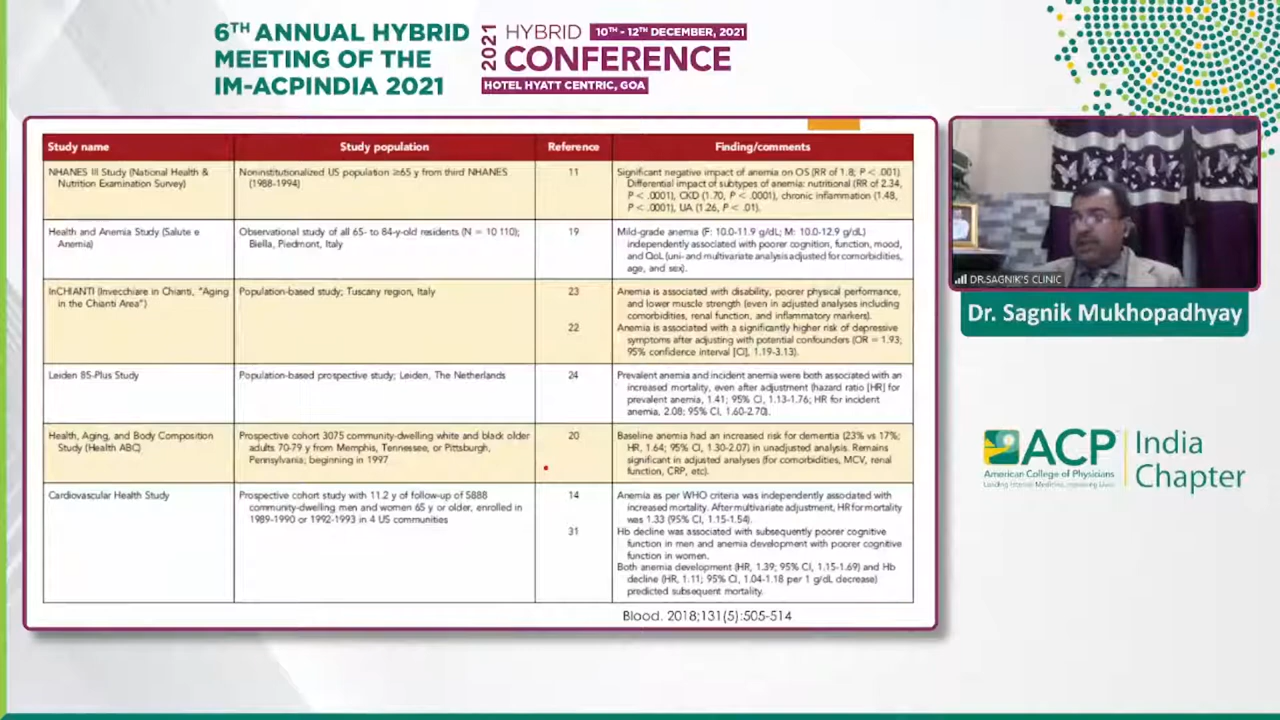 6TH ANNUAL HYBRID
MEETING OF THE
IM-ACPINDIA 2021
2021
HYBRID
10TH - 12TH DECEMBER, 2021
CONFERENCE
HOTEL HYATT CENTRIC, GOA
Study name
Study population
Reference
Finding/comments
NHANES III Study (National Health &
Nutrition Examination Survey)
Noninstitutionalized US population ≥65 y from third NHANES
(1988-1994)
11
Significant negative impact of anemia on OS (RR of 1.8; P < .001).
Differential impact of subtypes of anemia: nutritional (RR of 2.34,
P < .0001), CKD (1.70, P < .0001), chronic inflammation (1.48,
P < .0001), UA (1.26, P < .01).
Health and Anemia Study (Salute e
Anemia)
Observational study of all 65- to 84-year-old residents (N = 10 110);
Biella, Piedmont, Italy
19
Mild-grade anemia (F: 10.0-11.9 g/dL; M: 10.0-12.9 g/dL)
independently associated with poorer cognition, function, mood,
and QoL (uni- and multivariate analysis adjusted for comorbidities,
age, and sex).
InCHIANTI (Invecchiare in Chianti, "Aging
in the Chianti Area")
Population-based study; Tuscany region, Italy
23
Anemia is associated with disability, poorer physical performance,
and lower muscle strength (even in adjusted analyses including
comorbidities, renal function, and inflammatory markers).
22
Anemia is associated with a significantly higher risk of depressive
symptoms after adjusting with potential confounders (OR = 1.93;
95% confidence interval [CI], 1.19-3.13).
Leiden 85-Plus Study
Population-based prospective study; Leiden, The Netherlands
24
Prevalent anemia and incident anemia were both associated with an
increased mortality, even after adjustment (hazard ratio [HR] for
prevalent anemia, 1.41; 95% CI, 1.13-1.76; HR for incident
anemia, 2.08; 95% CI, 1.60-2.70).
Health, Aging, and Body Composition
Study (Health ABC)
Prospective cohort 3075 community-dwelling white and black older
adults 70-79 y from Memphis, Tennessee, or Pittsburgh,
Pennsylvania; beginning in 1997
20
Baseline anemia had an increased risk for dementia (23% vs 17%;
HR, 1.64; 95% CI, 1.30-2.07) in unadjusted analysis. Remains
significant in adjusted analyses (for comorbidities, MCV, renal
function, CRP, etc).
Cardiovascular Health Study
Prospective cohort study with 11.2 y of follow-up of 5888
community-dwelling men and women 65 y or older, enrolled in
1989-1990 or 1992-1993 in 4 US communities
14
Anemia as per WHO criteria was independently associated with
increased mortality. After multivariate adjustment, HR for mortality
was 1.33 (95% CI, 1.15-1.54).
31
Hb decline was associated with subsequently poorer cognitive
function in men and anemia development with poorer cognitive
function in women.
Both anemia development (HR, 1.39; 95% CI, 1.15-1.69) and Hb
decline (HR, 1.11; 95% CI, 1.04-1.18 per 1 g/dL decrease)
predicted subsequent mortality.
Blood. 2018;131(5):505-514
DR.SAGNIK'S CLINIC
Dr. Sagnik Mukhopadhyay
ACP
American College of Physicians
Leading Internal Medicine, Improving Lives
India
Chapter